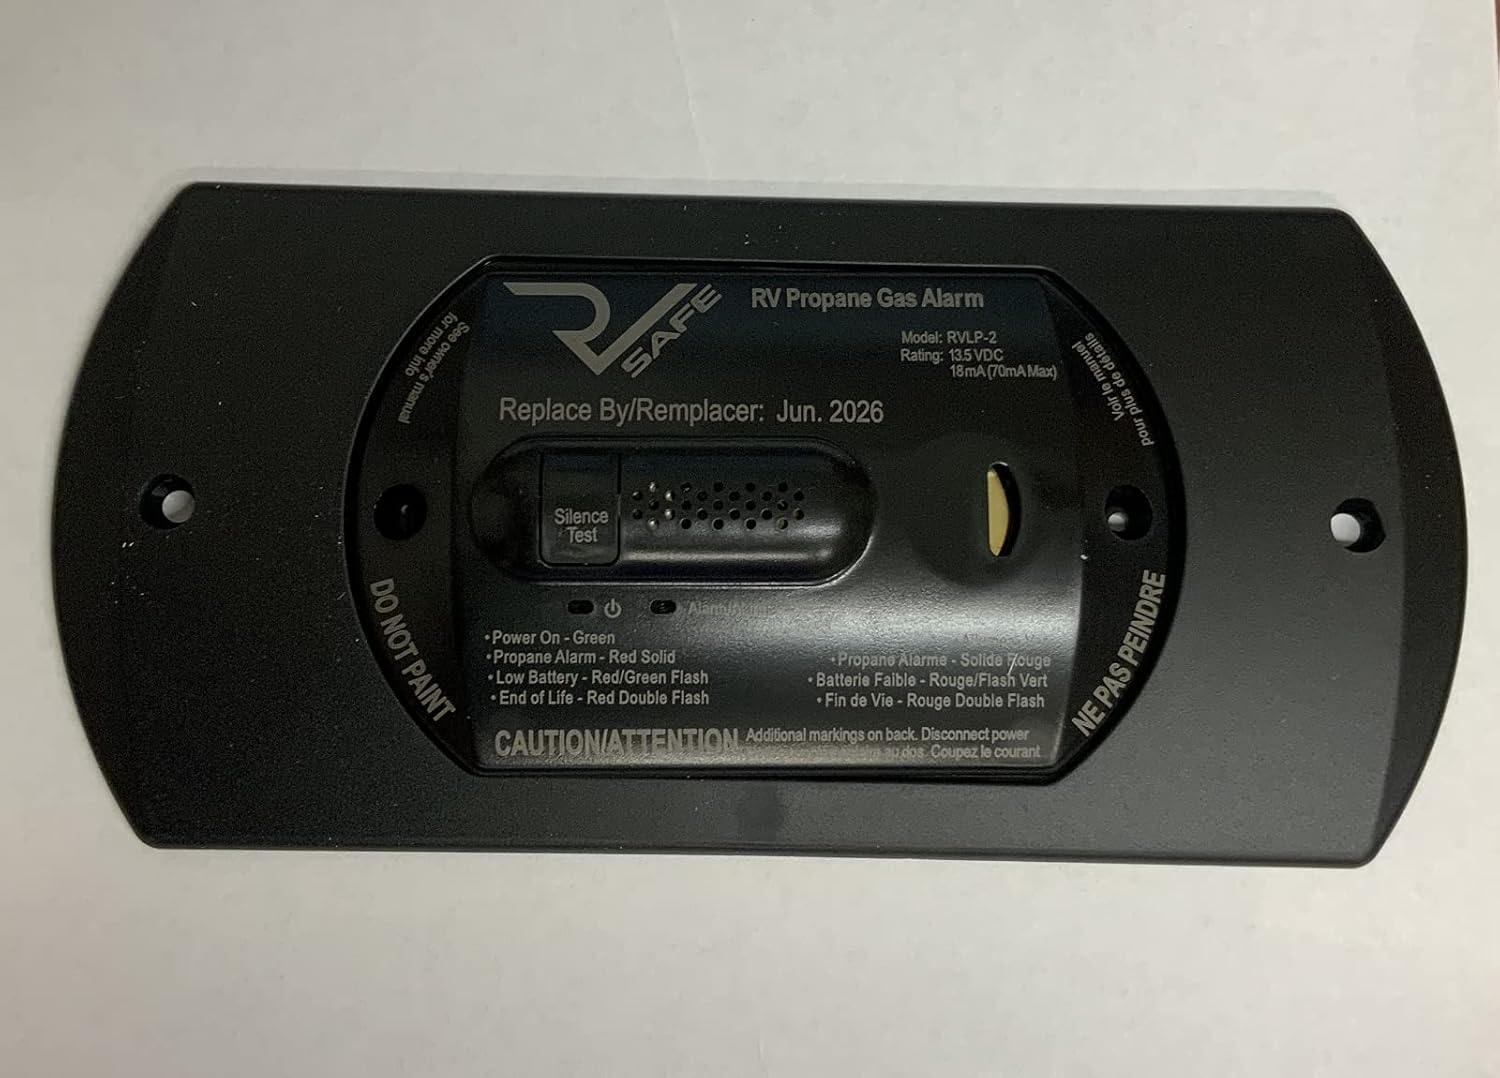 RV SAFE
RV Propane Gas Alarm
Model: RVLP-2
Rating: 13.5 VDC
18mA (70mA Max)
See owner's manual
for more info
Voir le manuel
pour plus de détails
Replace By/Remplacer: Jun. 2026
Silence
Test
• Power On - Green
• Propane Alarm - Red Solid
• Low Battery - Red/Green Flash
• End of Life - Red Double Flash
• Propane Alarme - Solide Rouge
• Batterie Faible - Rouge/Flash Vert
• Fin de Vie - Rouge Double Flash
DO NOT PAINT
NE PAS PEINDRE
CAUTION/ATTENTION Additional markings on back. Disconnect power
au dos. Coupez le courant